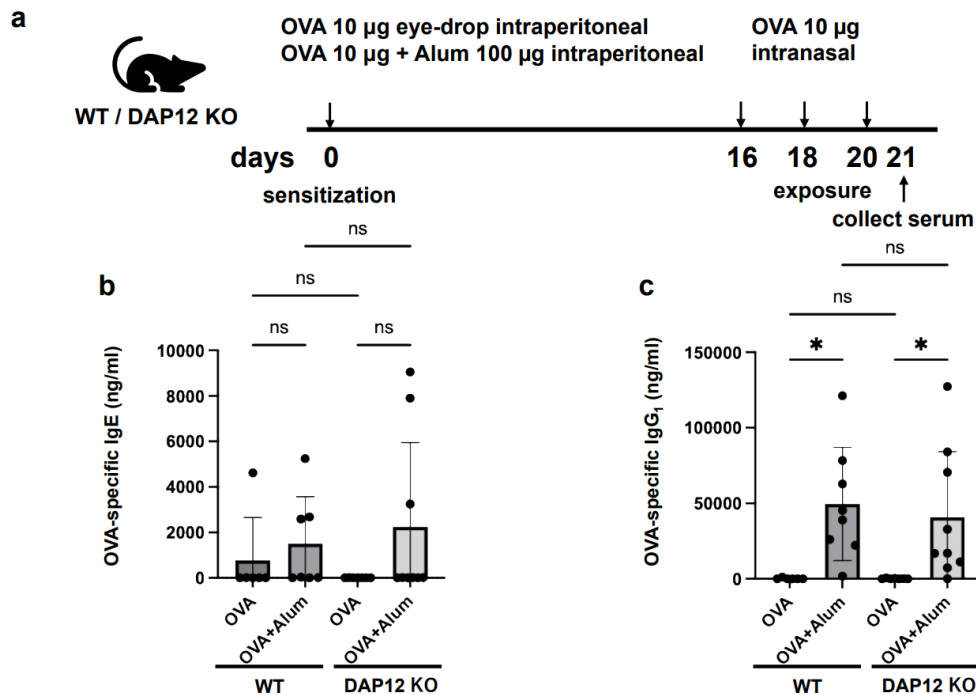 a
OVA 10 µg eye-drop intraperitoneal
OVA 10 µg + Alum 100 µg intraperitoneal
OVA 10 µg
intranasal
WT / DAP12 KO
days 0 16 18 20 21
sensitization
exposure
collect serum
b
ns
ns
ns
ns
OVA-specific IgE (ng/ml)
10000
8000
6000
4000
2000
0
OVA
OVA+Alum
OVA
OVA+Alum
WT
DAP12 KO
c
ns
ns
*
*
OVA-specific IgG₁ (ng/ml)
150000
100000
50000
0
OVA
OVA+Alum
OVA
OVA+Alum
WT
DAP12 KO